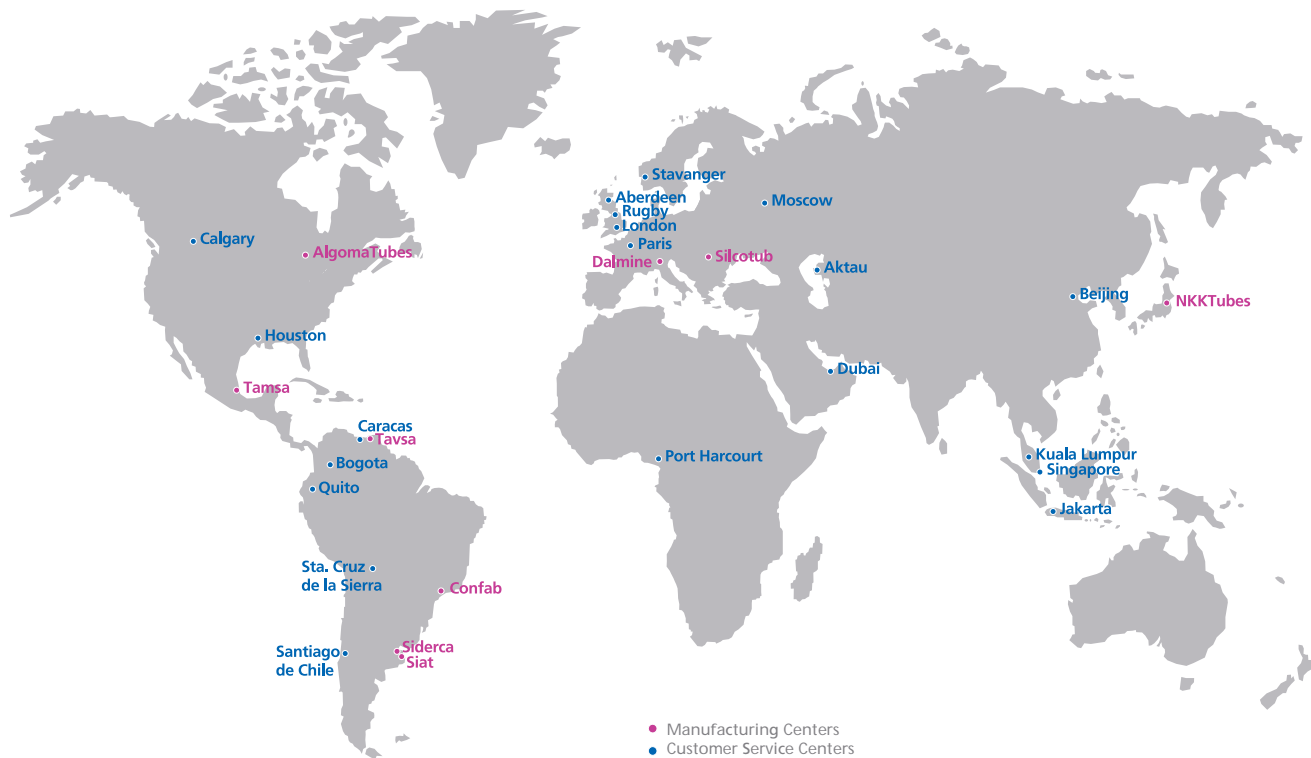 Stavanger
Aberdeen
Rugby
London
Moscow
Calgary
AlgomaTubes
Paris
Dalmine
Silcotub
Aktau
Beijing
NKKTubes
Houston
Tamsa
Dubai
Caracas
Tavsa
Bogota
Port Harcourt
Kuala Lumpur
Singapore
Quito
Jakarta
Sta. Cruz
de la Sierra
Confab
Santiago
de Chile
Siderca
Siat
Manufacturing Centers
Customer Service Centers